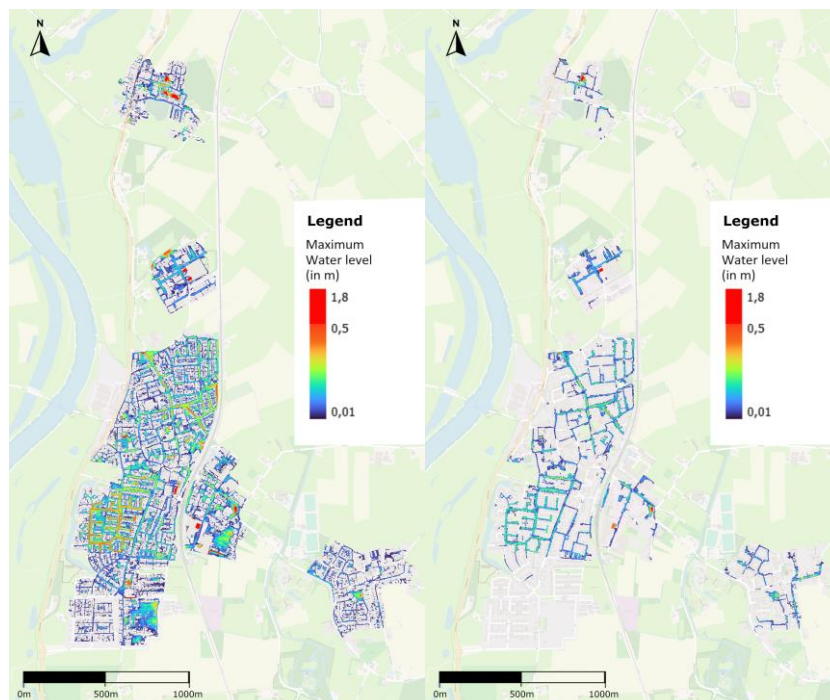 N
Legend
Maximum
Water level
(in m)
1,8
0,5
0,01
0m
500m
1000m
N
Legend
Maximum
Water level
(in m)
1,8
0,5
0,01
0m
500m
1000m